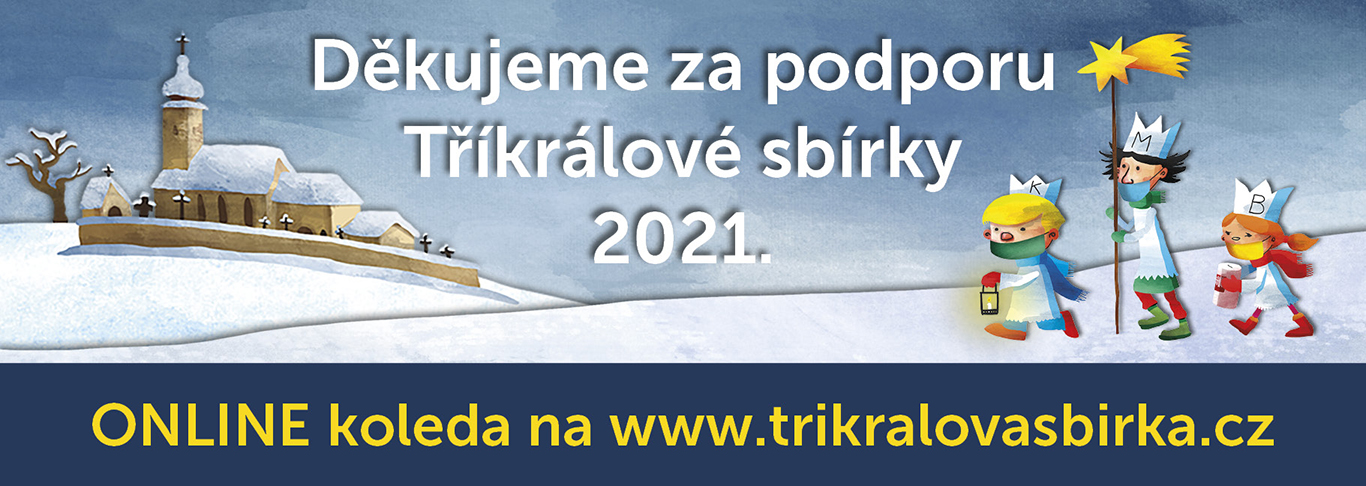 Děkujeme za podporu
Tříkrálové sbírky
2021.
K
M
B
ONLINE koleda na www.trikralovasbirka.cz